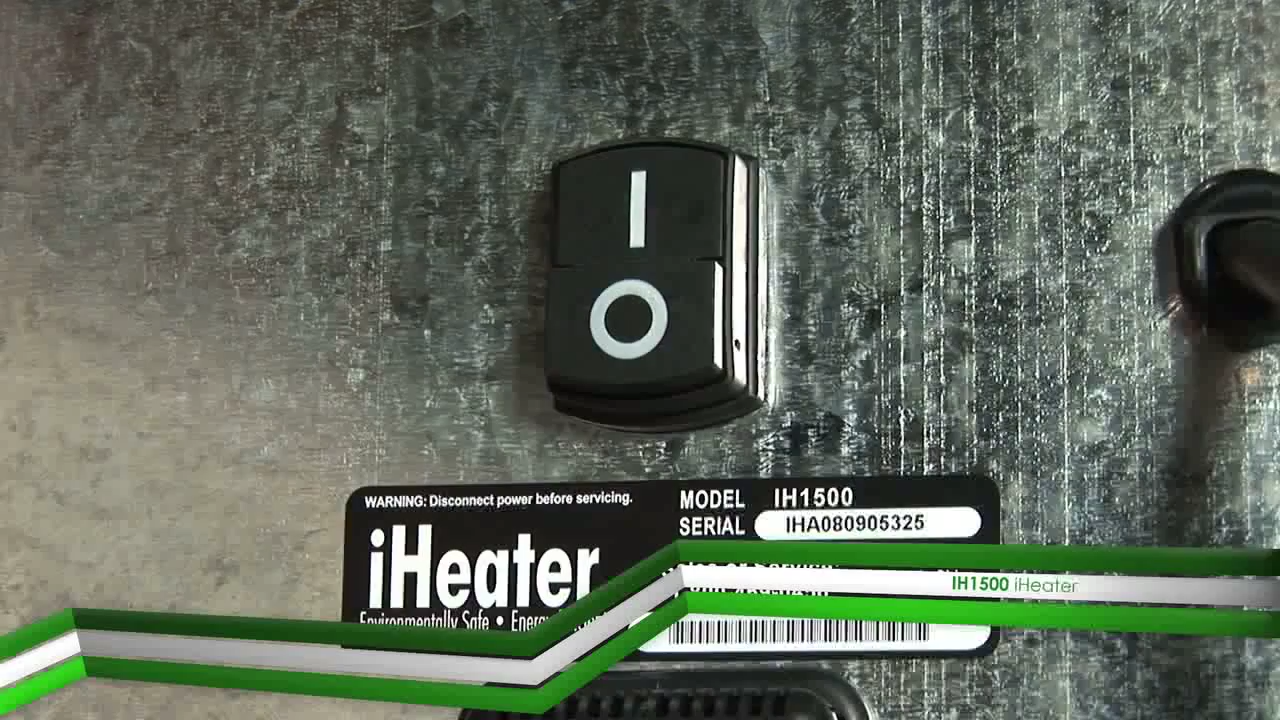 WARNING: Disconnect power before servicing.
MODEL IH1500
SERIAL IHA080905325
iHeater
Environmentally Safe •
IH1500 iHeater